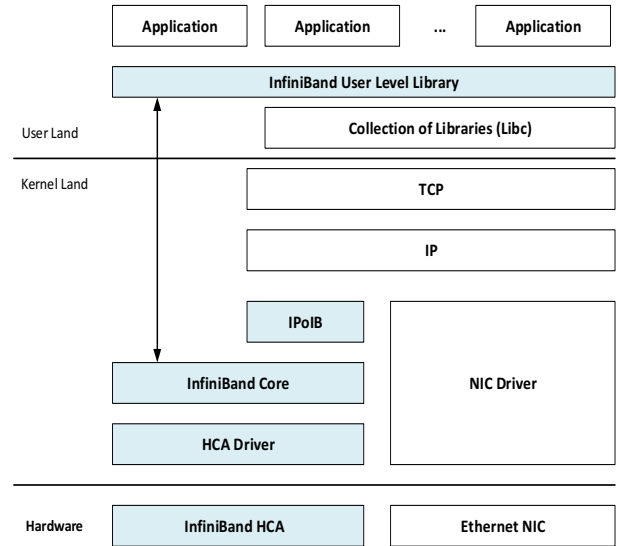 Application
Application
...
Application
InfiniBand User Level Library
Collection of Libraries (Libc)
User Land
Kernel Land
TCP
IP
IPoIB
NIC Driver
InfiniBand Core
HCA Driver
Hardware
InfiniBand HCA
Ethernet NIC